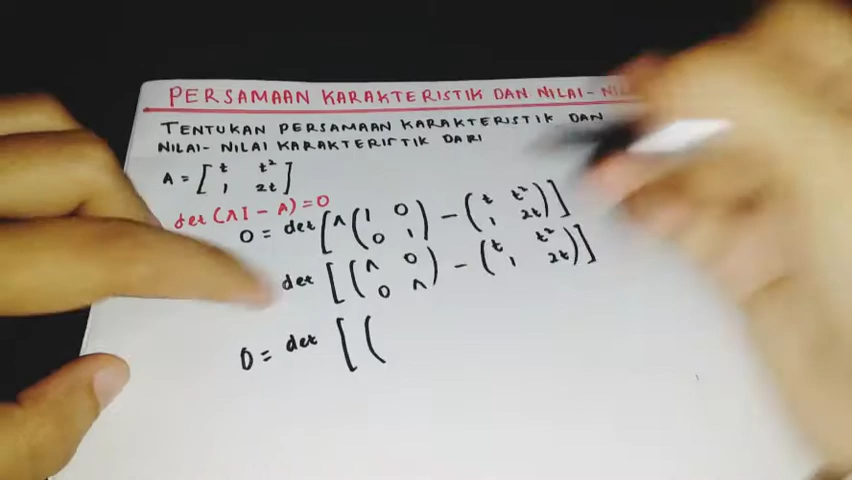 PERSAMAAN KARAKTERISTIK DAN NILAI-
TENTUKAN PERSAMAAN KARAKTERISTIK DAN
NILAI-NILAI KARAKTERISTIK DARI
A = [t t² 1 2t]
det (λI - A) = 0
0 = det [λ (1 0 0 1) - (t t² 1 2t)]
det [(λ 0 0 λ) - (t t² 1 2t)]
0 = det [(